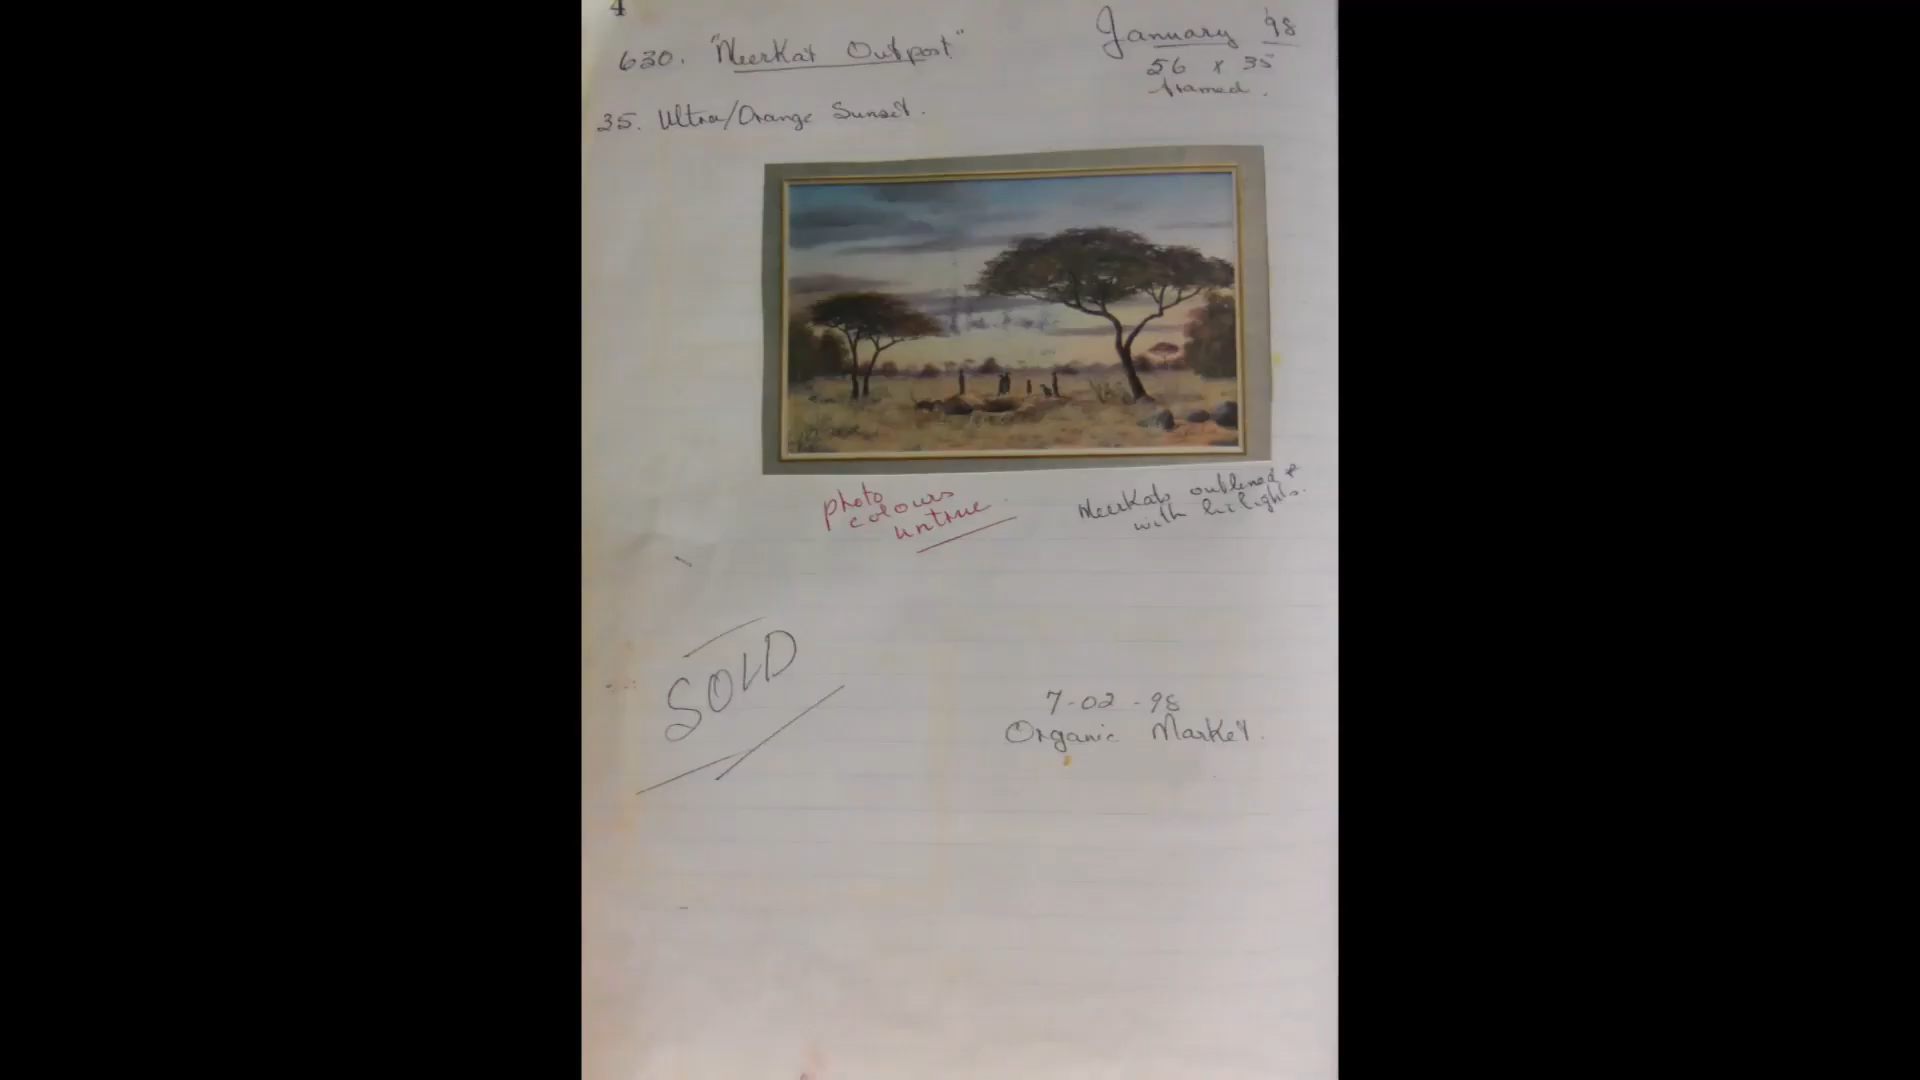 4
630. "Meerkat Outpost"
January '98
56 x 35
framed.
35. Ultra/Orange Sunset.
photo
colours
untrue
Meerkats outlined &
with hilights.
SOLD
7-02-98
Organic Market.